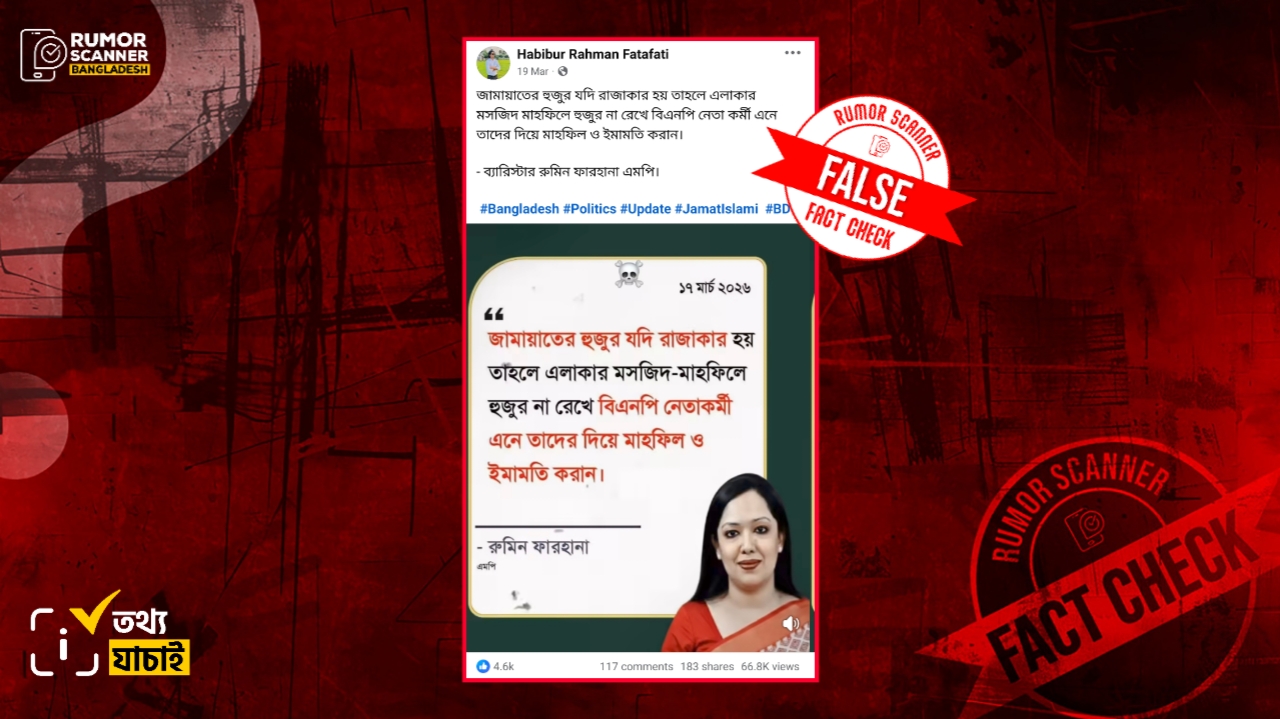 RUMOR
SCANNER
BANGLADESH
Habibur Rahman Fatafati
19 Mar
জামায়াতের হুজুর যদি রাজাকার হয় তাহলে এলাকার
মসজিদ মাহফিলে হুজুর না রেখে বিএনপি নেতা কর্মী এনে
তাদের দিয়ে মাহফিল ও ইমামতি করান।
- ব্যারিস্টার রুমিন ফারহানা এমপি।
#Bangladesh #Politics #Update #JamatIslami #BD
RUMOR SCANNER
FALSE
FACT CHECK
১৭ মার্চ ২০২৬
“
জামায়াতের হুজুর যদি রাজাকার হয়
তাহলে এলাকার মসজিদ-মাহফিলে
হুজুর না রেখে বিএনপি নেতাকর্মী
এনে তাদের দিয়ে মাহফিল ও
ইমামতি করান।
- রুমিন ফারহানা
এমপি
4.6k 117 comments 183 shares 66.8K views
তথ্য
যাচাই
RUMOR SCANNER
FACT CHECK